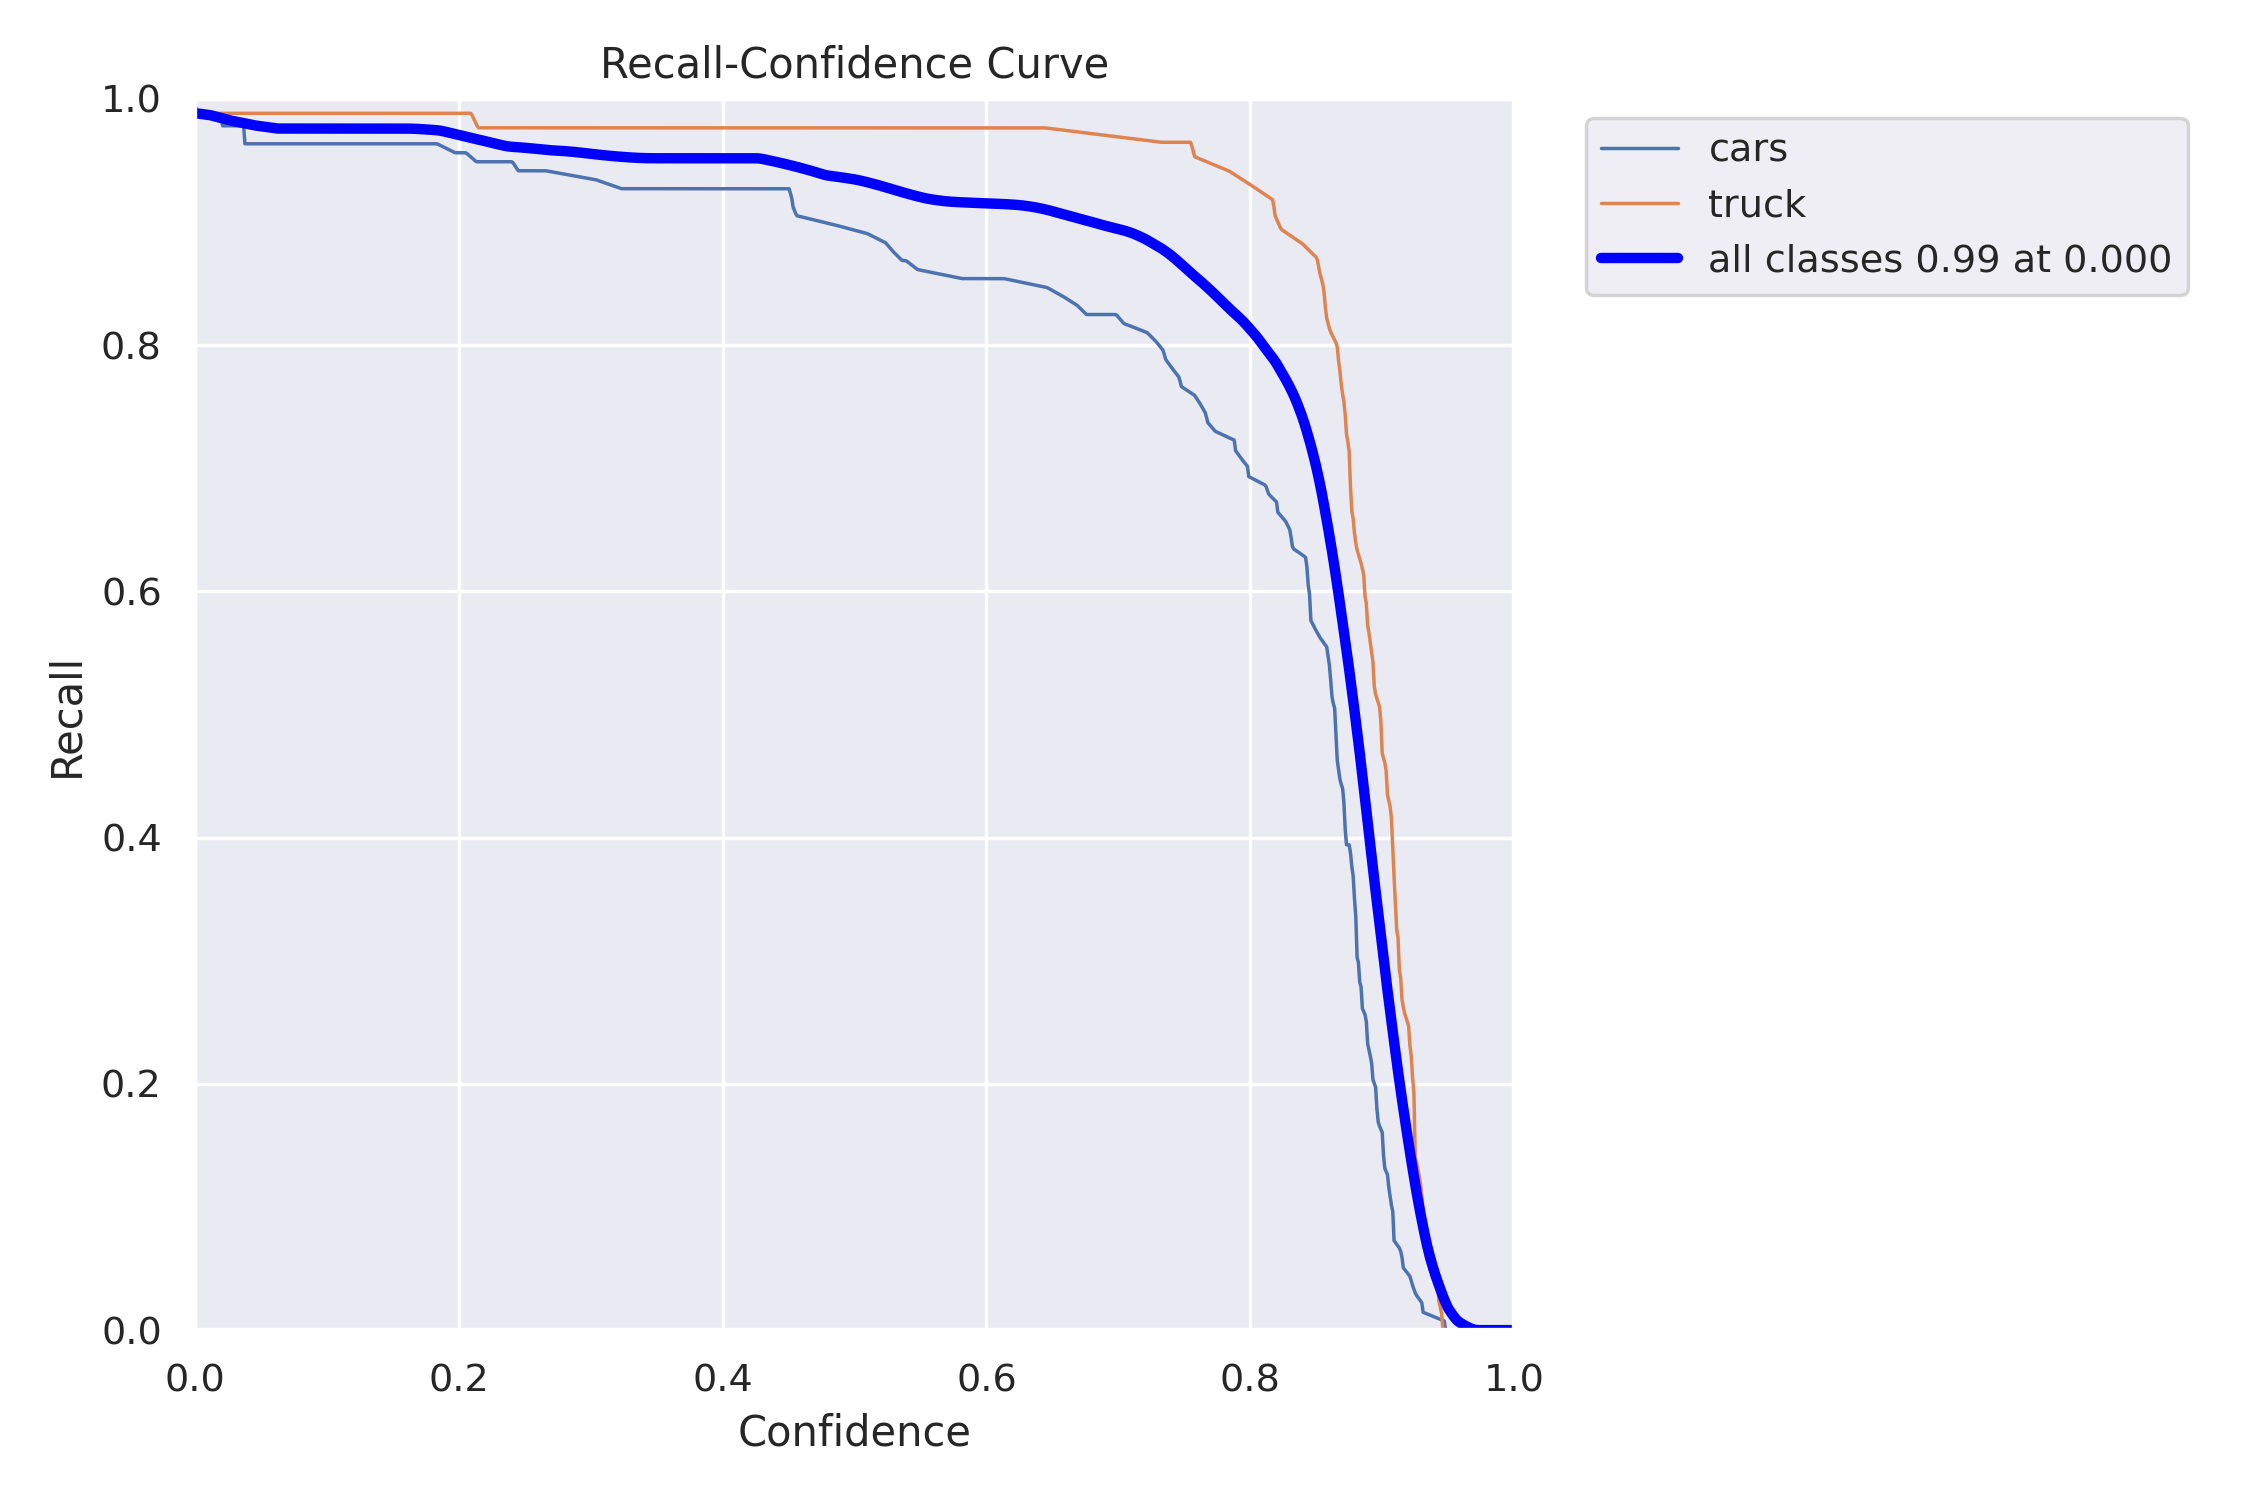 Recall-Confidence Curve
1.0
0.8
0.6
0.4
0.2
0.0
Recall
0.0 0.2 0.4 0.6 0.8 1.0
Confidence
cars
truck
all classes 0.99 at 0.000